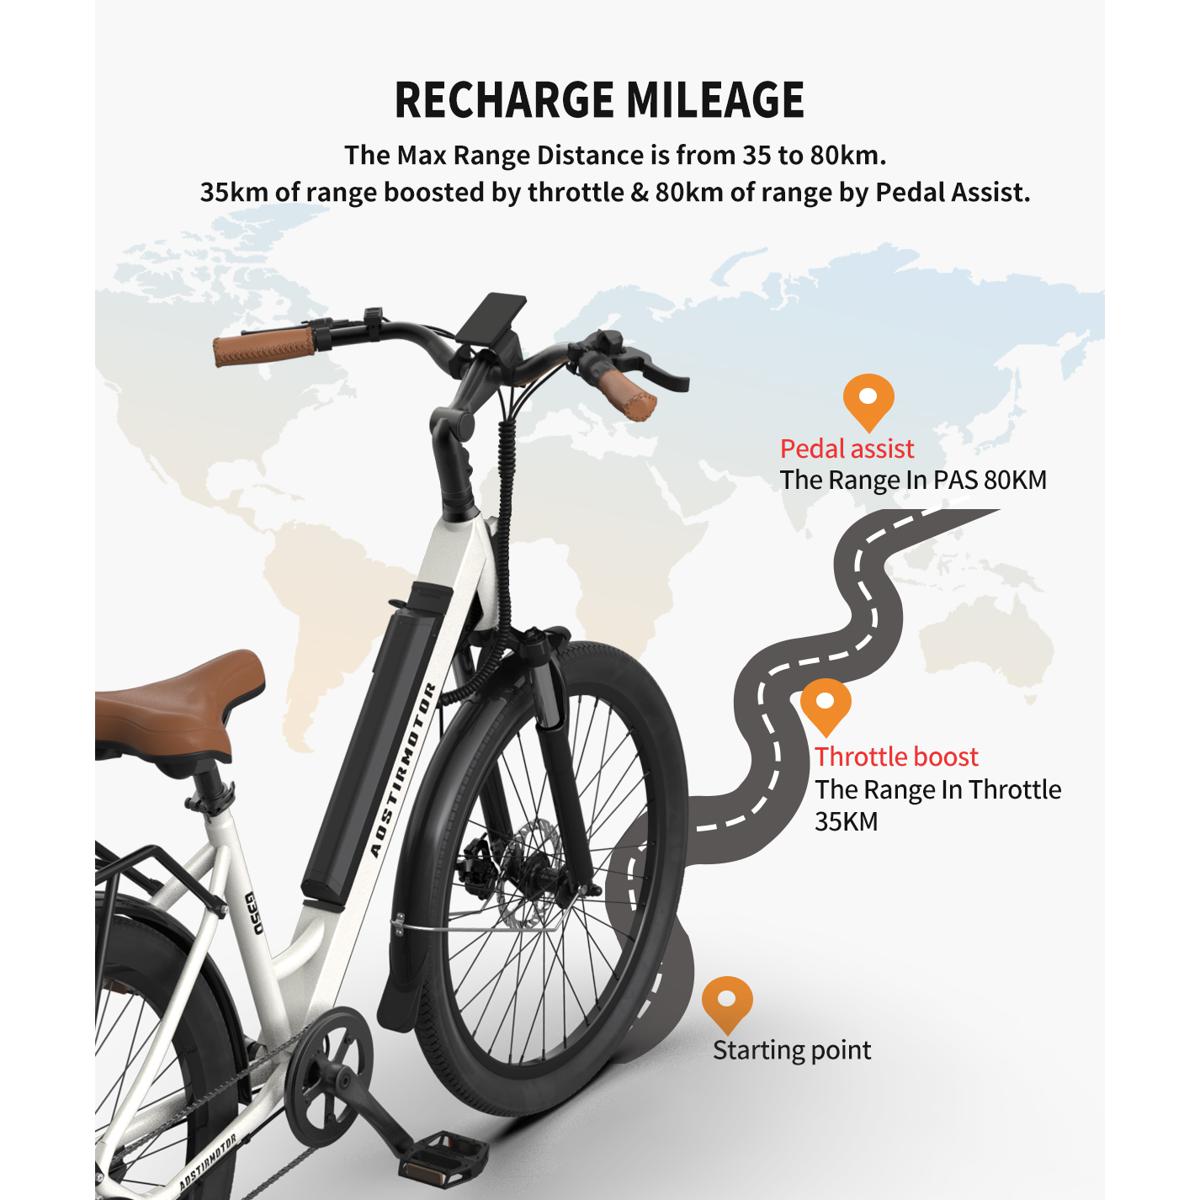 RECHARGE MILEAGE
The Max Range Distance is from 35 to 80km.
35km of range boosted by throttle & 80km of range by Pedal Assist.
Pedal assist
The Range In PAS 80KM
Throttle boost
The Range In Throttle
35KM
Starting point
AOSTIRMOTOR
G350
AOSTIRMOTOR